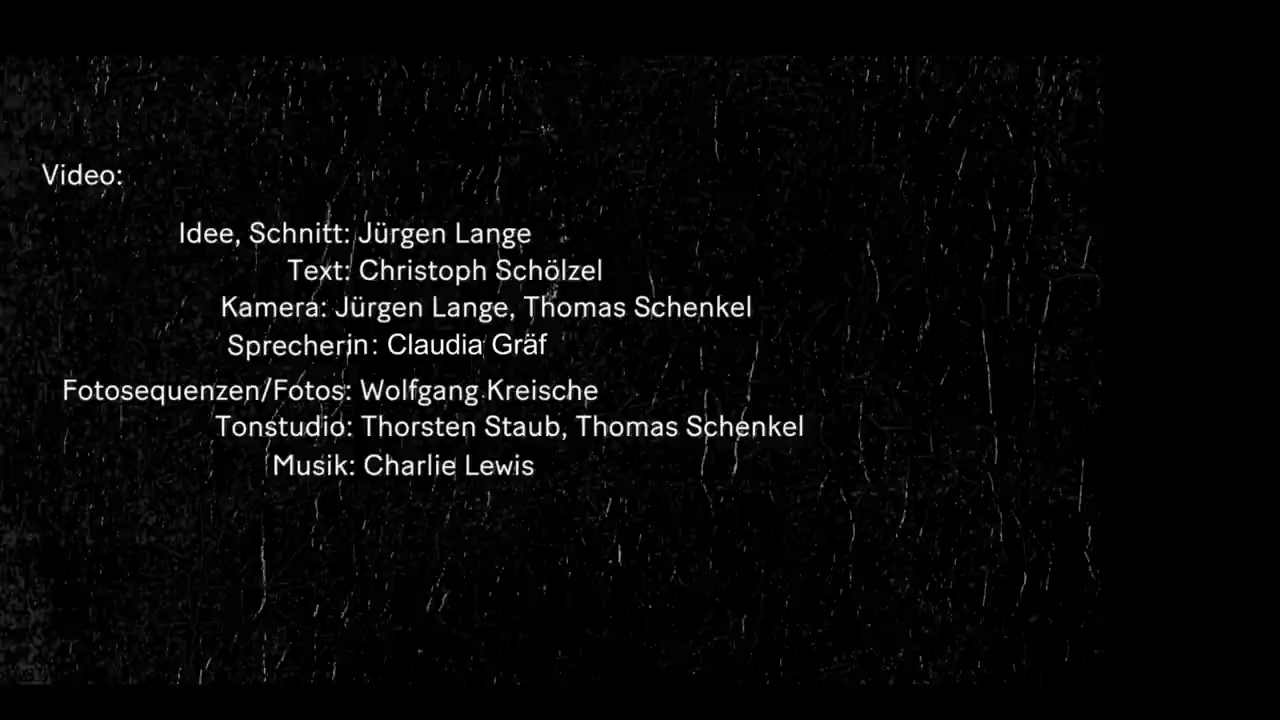 Video:
Idee, Schnitt: Jürgen Lange
Text: Christoph Schölzel
Kamera: Jürgen Lange, Thomas Schenkel
Sprecherin: Claudia Gräf
Fotosequenzen/Fotos: Wolfgang Kreische
Tonstudio: Thorsten Staub, Thomas Schenkel
Musik: Charlie Lewis